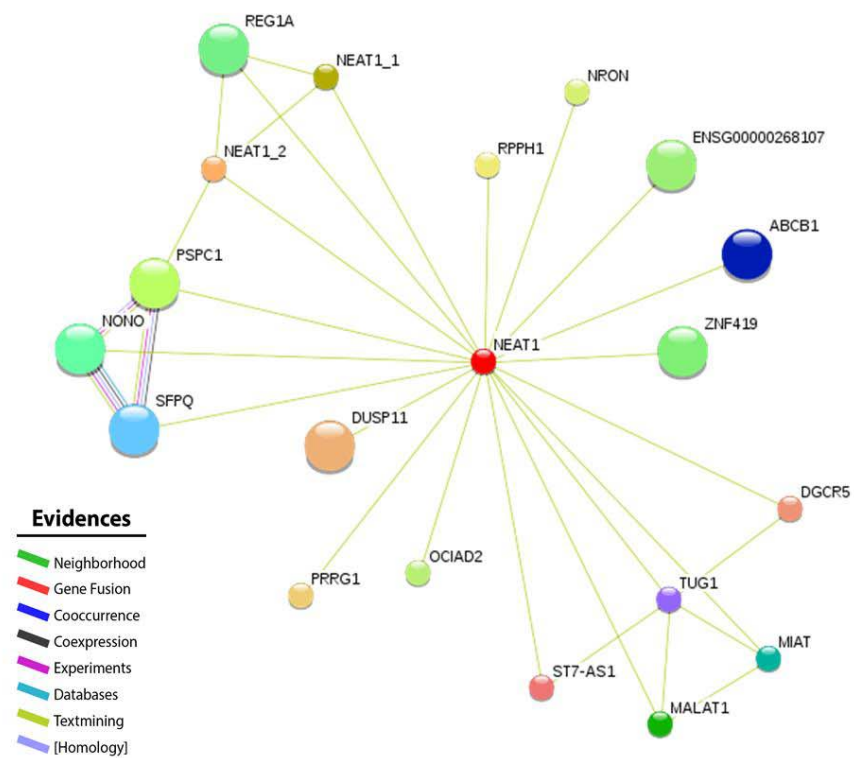 REG1A
NEAT1_1
NRON
ENSG00000268107
RPPH1
NEAT1_2
ABCB1
PSPC1
NONO
ZNF419
NEAT1
SFPQ
DUSP11
DGCR5
OCIAD2
PRRG1
TUG1
MIAT
ST7-AS1
MALAT1
Evidences
Neighborhood
Gene Fusion
Cooccurrence
Coexpression
Experiments
Databases
Textmining
[Homology]